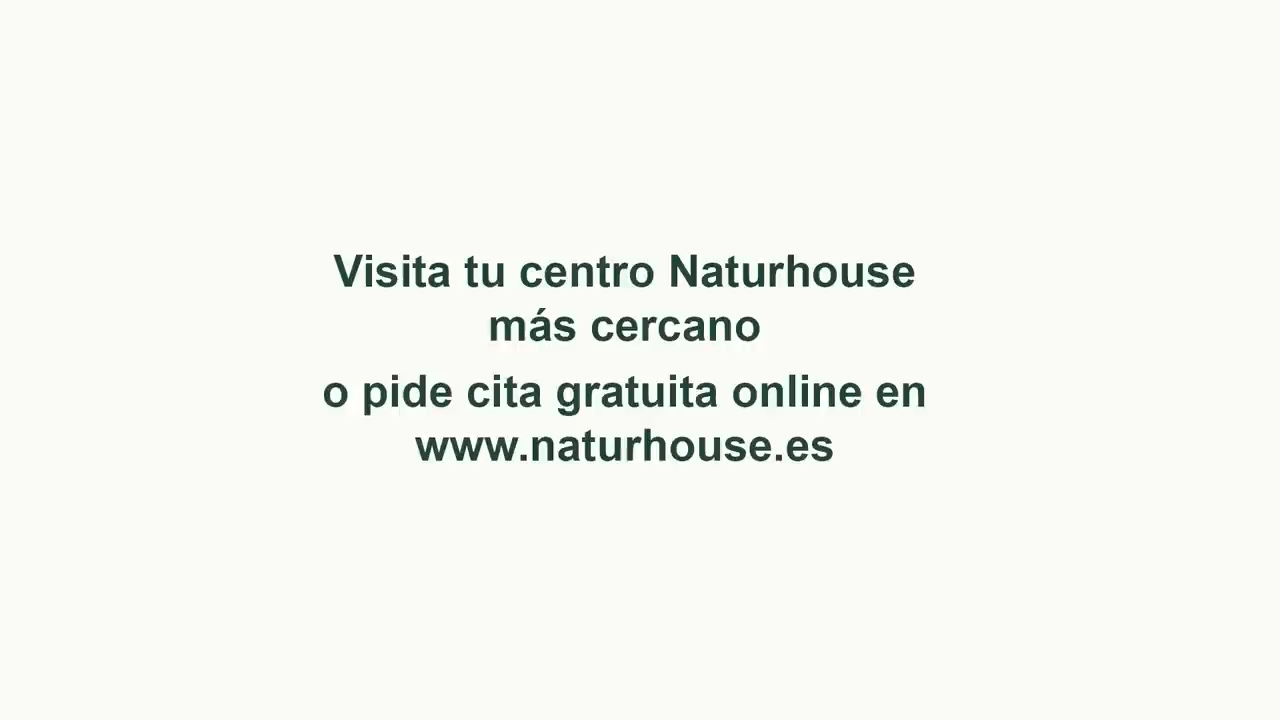 Visita tu centro Naturhouse
más cercano
o pide cita gratuita online en
www.naturhouse.es